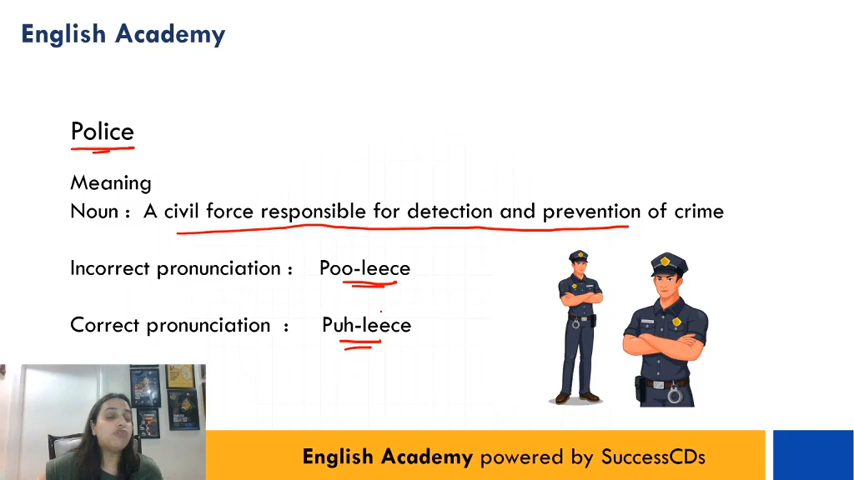 English Academy
Police
Meaning
Noun : A civil force responsible for detection and prevention of crime
Incorrect pronunciation : Poo-leece
Correct pronunciation : Puh-leece
English Academy powered by SuccessCDs